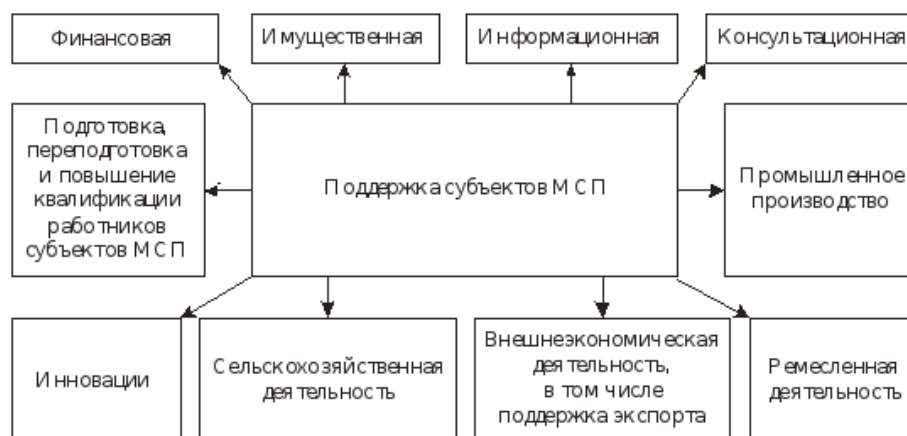 Финансовая
Имущественная
Информационная
Консультационная
Подготовка,
переподготовка
и повышение
квалификации
работников
субъектов МСП
Поддержка субъектов МСП
Промышленное
производство
Инновации
Сельскохозяйственная
деятельность
Внешнеэкономическая
деятельность,
в том числе
поддержка экспорта
Ремесленная
деятельность